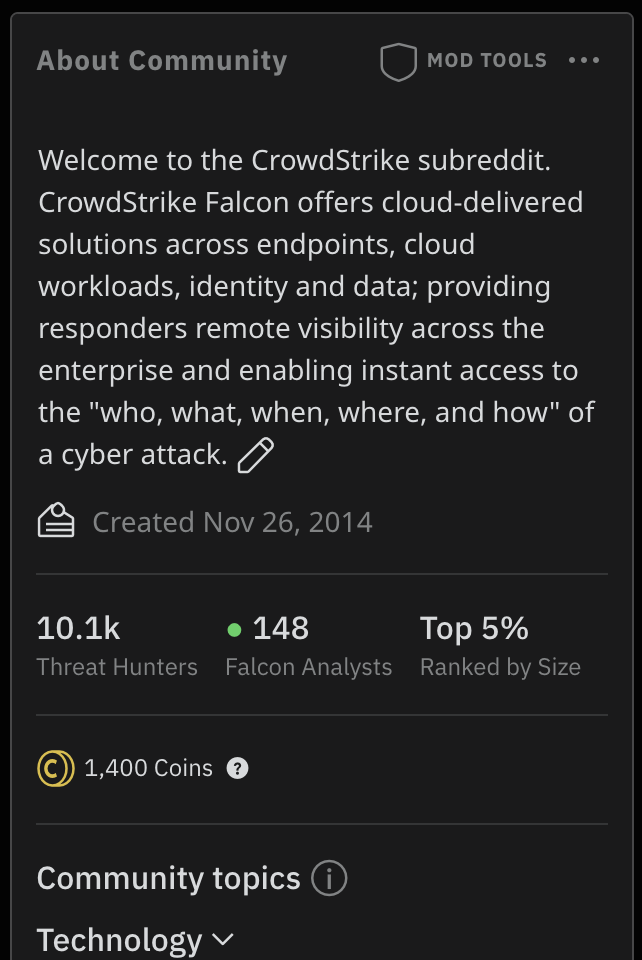 About Community
MOD TOOLS
Welcome to the CrowdStrike subreddit.
CrowdStrike Falcon offers cloud-delivered
solutions across endpoints, cloud
workloads, identity and data; providing
responders remote visibility across the
enterprise and enabling instant access to
the "who, what, when, where, and how" of
a cyber attack.
Created Nov 26, 2014
10.1k 148 Top 5%
Threat Hunters Falcon Analysts Ranked by Size
1,400 Coins ?
Community topics
Technology